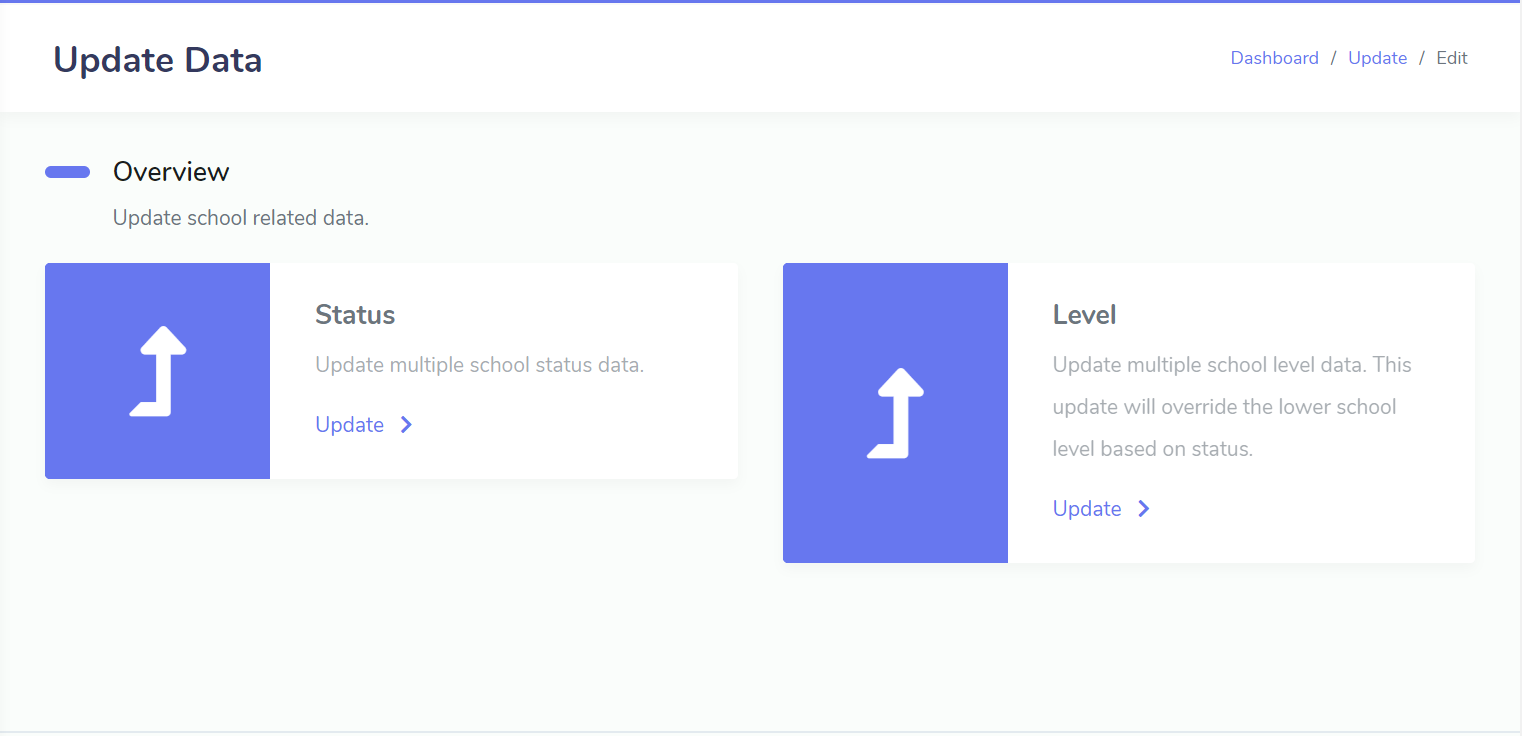 Update Data
Dashboard / Update / Edit
Overview
Update school related data.
Status
Update multiple school status data.
Update
Level
Update multiple school level data. This
update will override the lower school
level based on status.
Update